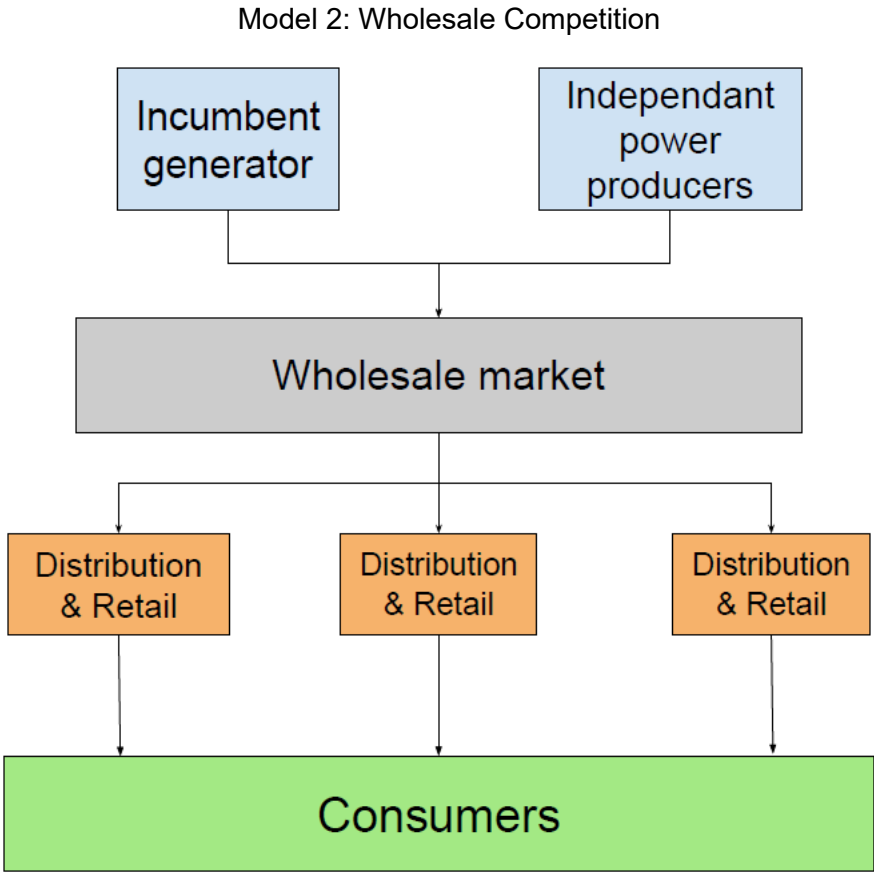 Model 2: Wholesale Competition
Incumbent
generator
Independant
power
producers
Wholesale market
Distribution
& Retail
Distribution
& Retail
Distribution
& Retail
Consumers